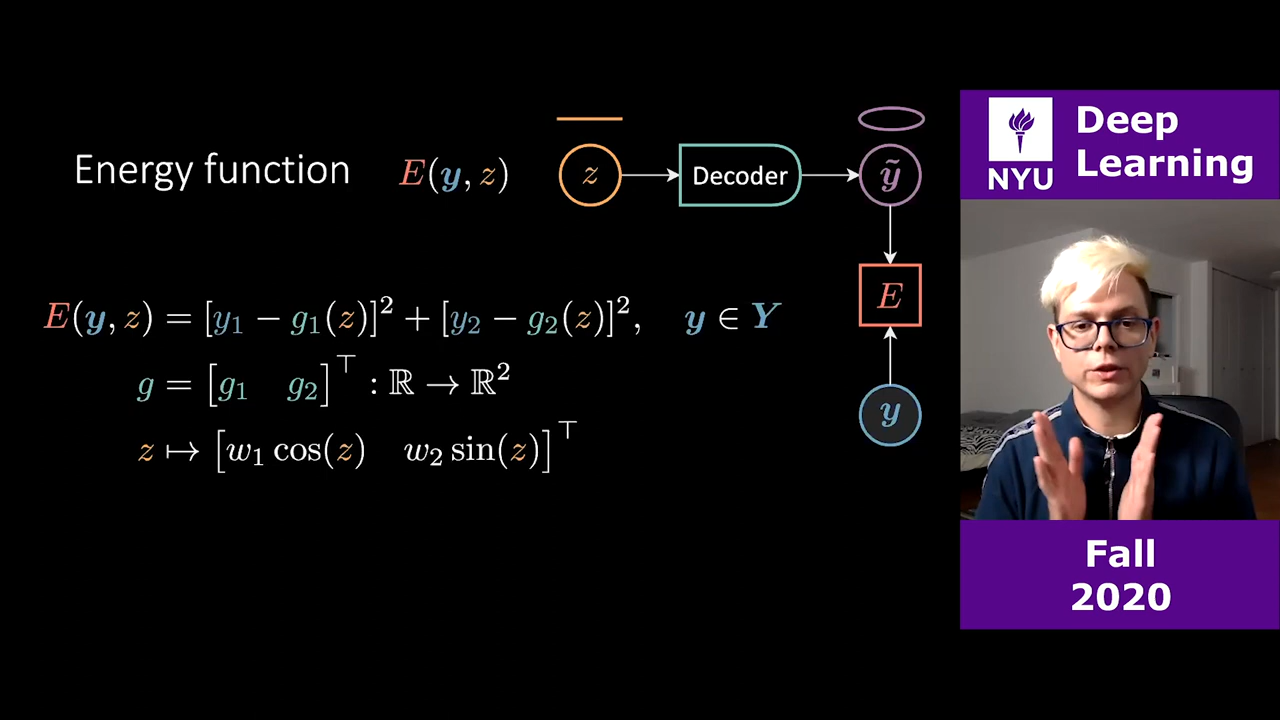 Energy function E(y, z)
z Decoder ỹ
E
y
E(y, z) = [y₁ − g₁(z)]² + [y₂ − g₂(z)]², y ∈ Y
g = [g₁ g₂]⊤ : ℝ → ℝ²
z ↦ [w₁ cos(z) w₂ sin(z)]⊤
NYU
Deep
Learning
Fall
2020